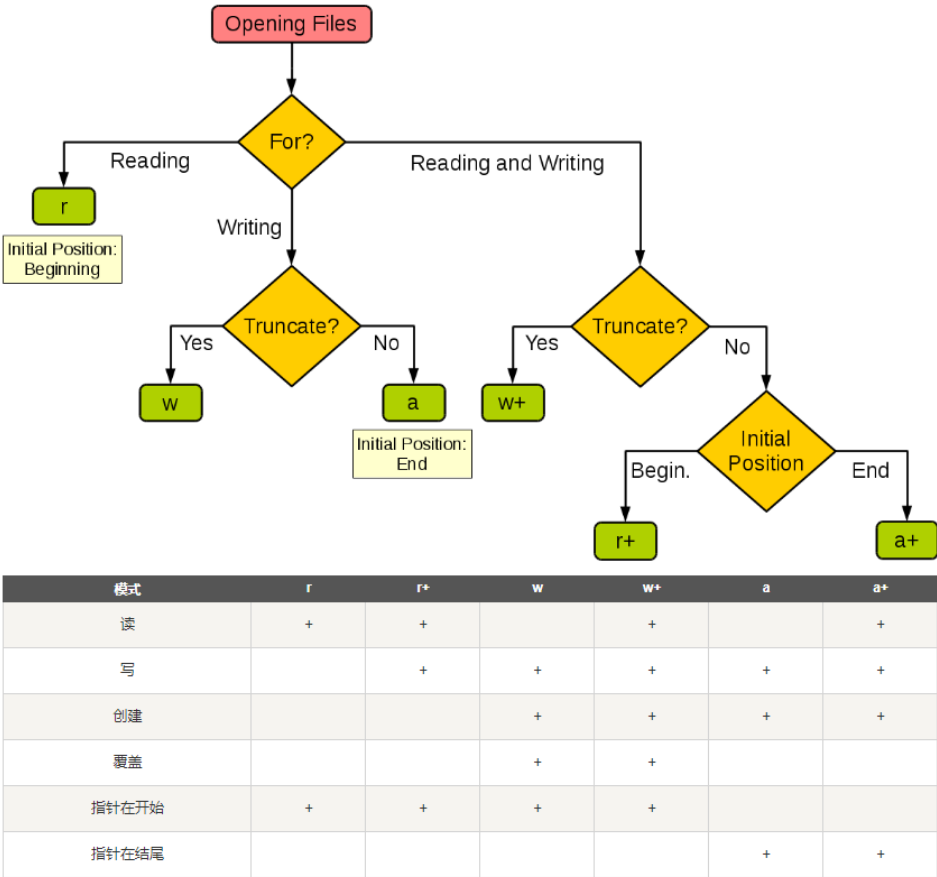 Opening Files
For?
Reading
Reading and Writing
r
Writing
Initial Position:
Beginning
Truncate?
Truncate?
Yes
No
Yes
No
w
a
w+
Initial Position:
End
Initial
Position
Begin.
End
r+
a+
模式 r r+ w w+ a a+
读 + + + +
写 + + + + +
创建 + + + +
覆盖 + +
指针在开始 + + + +
指针在结尾 + +